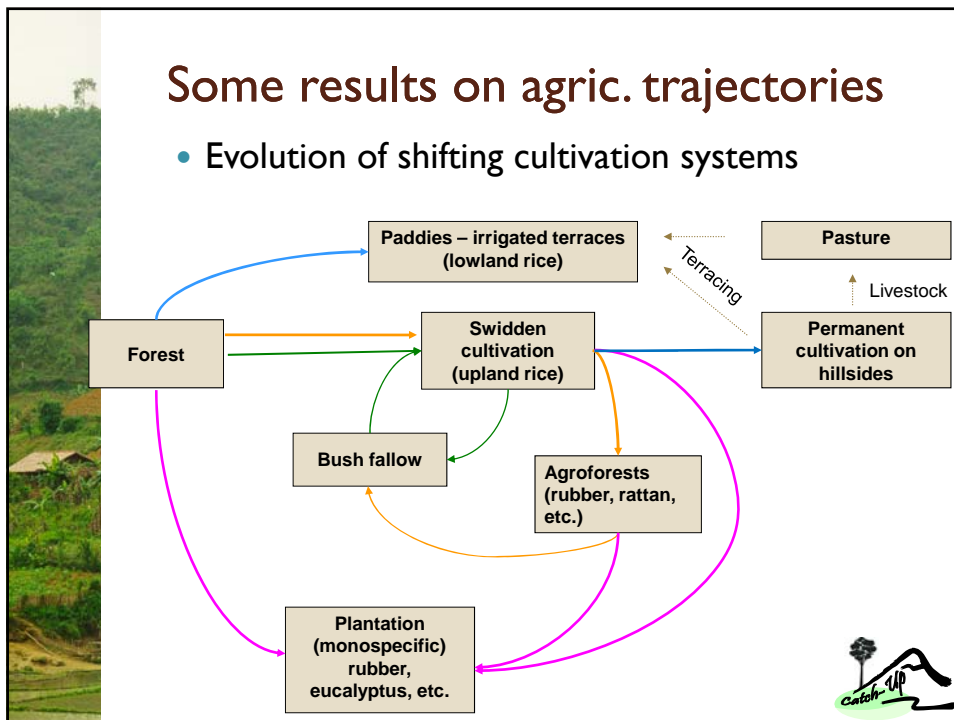 Some results on agric. trajectories
• Evolution of shifting cultivation systems
Paddies – irrigated terraces
(lowland rice)
Pasture
Terracing
Livestock
Forest
Swidden
cultivation
(upland rice)
Permanent
cultivation on
hillsides
Bush fallow
Agroforests
(rubber, rattan,
etc.)
Plantation
(monospecific)
rubber,
eucalyptus, etc.
Catch-Up